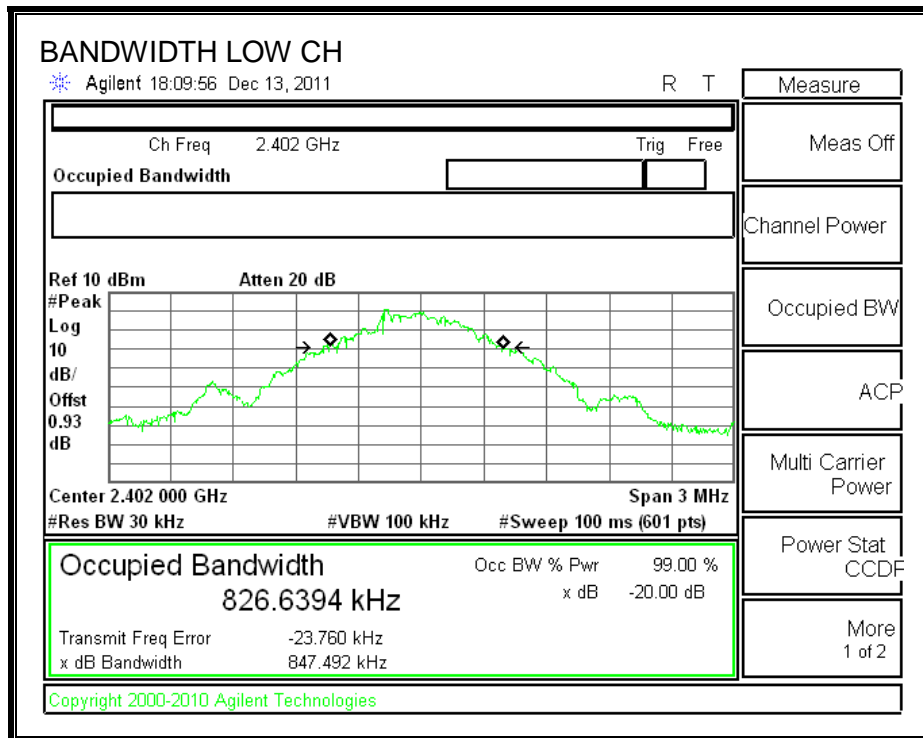 BANDWIDTH LOW CH
Agilent 18:09:56 Dec 13, 2011 R T
Measure
Ch Freq 2.402 GHz Trig Free
Meas Off
Occupied Bandwidth
Channel Power
Ref 10 dBm Atten 20 dB
#Peak
Log
10
dB/
Offst
0.93
dB
Occupied BW
ACP
Multi Carrier
Power
Center 2.402 000 GHz Span 3 MHz
#Res BW 30 kHz #VBW 100 kHz #Sweep 100 ms (601 pts)
Power Stat
CCDF
Occupied Bandwidth Occ BW % Pwr 99.00 %
826.6394 kHz x dB -20.00 dB
Transmit Freq Error -23.760 kHz
x dB Bandwidth 847.492 kHz
More
1 of 2
Copyright 2000-2010 Agilent Technologies